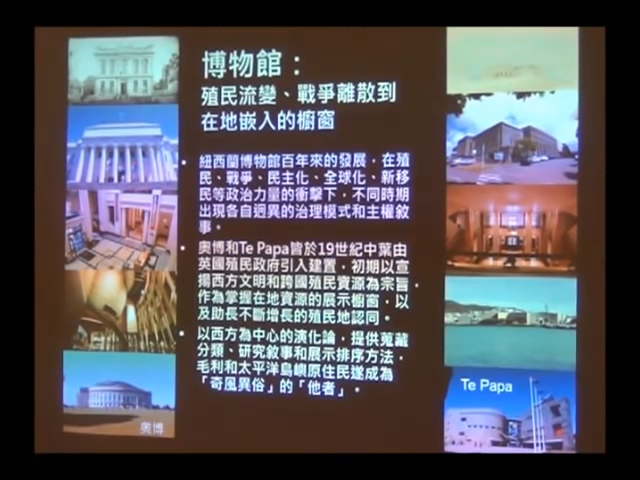 博物館：
殖民流變、戰爭離散到
在地嵌入的櫥窗
紐西蘭博物館百年來的發展，在殖
民、戰爭、民主化、全球化、新移
民等政治力量的衝擊下，不同時期
出現各自迥異的治理模式和主權敘
事。
奧博和Te Papa皆於19世紀中葉由
英國殖民政府引入建置，初期以宣
揚西方文明和跨國殖民資源為宗旨，
作為掌握在地資源的展示櫥窗，以
及助長不斷增長的殖民地認同。
以西方為中心的演化論，提供蒐藏
分類、研究敘事和展示排序方法，
毛利和太平洋島嶼原住民遂成為
「奇風異俗」的「他者」。
奧博
Te Papa